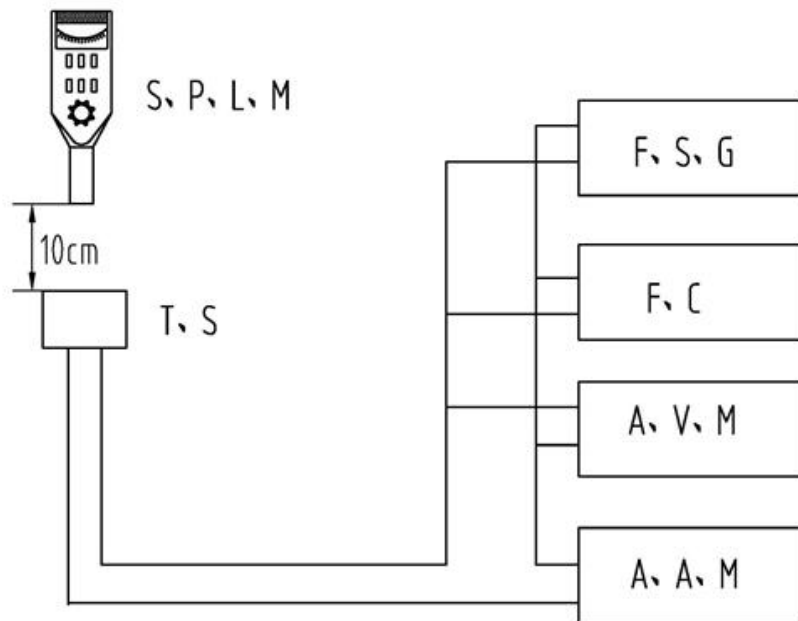 S、P、L、M
F、S、G
10cm
F、C
T、S
A、V、M
A、A、M